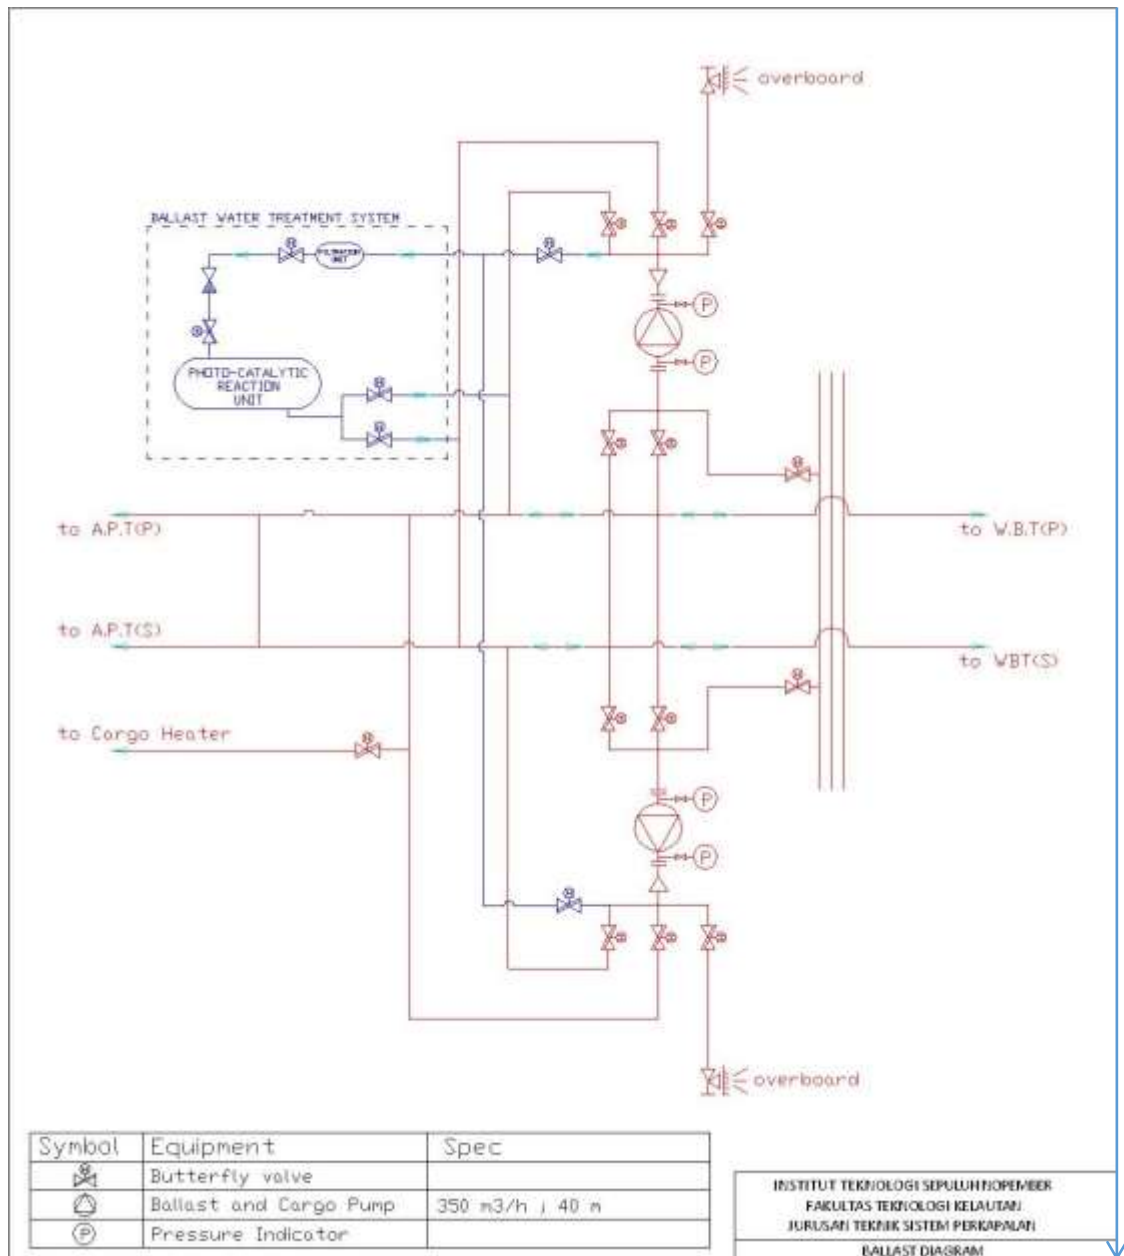 overboard
BALLAST WATER TREATMENT SYSTEM
FILTRATION
UNIT
P
P
PHOTO-CATALYTIC
REACTION
UNIT
to A.P.T(P)
to W.B.T(P)
to A.P.T(S)
to WBT(S)
to Cargo Heater
P
P
overboard
Symbol Equipment Spec
Butterfly valve
Ballast and Cargo Pump 350 m3/h ; 40 m
P Pressure Indicator
INSTITUT TEKNOLOGI SEPULUH NOPEMBER
FAKULTAS TEKNOLOGI KELAUTAN
JURUSAN TEKNIK SISTEM PERKAPALAN
BALLAST DIAGRAM